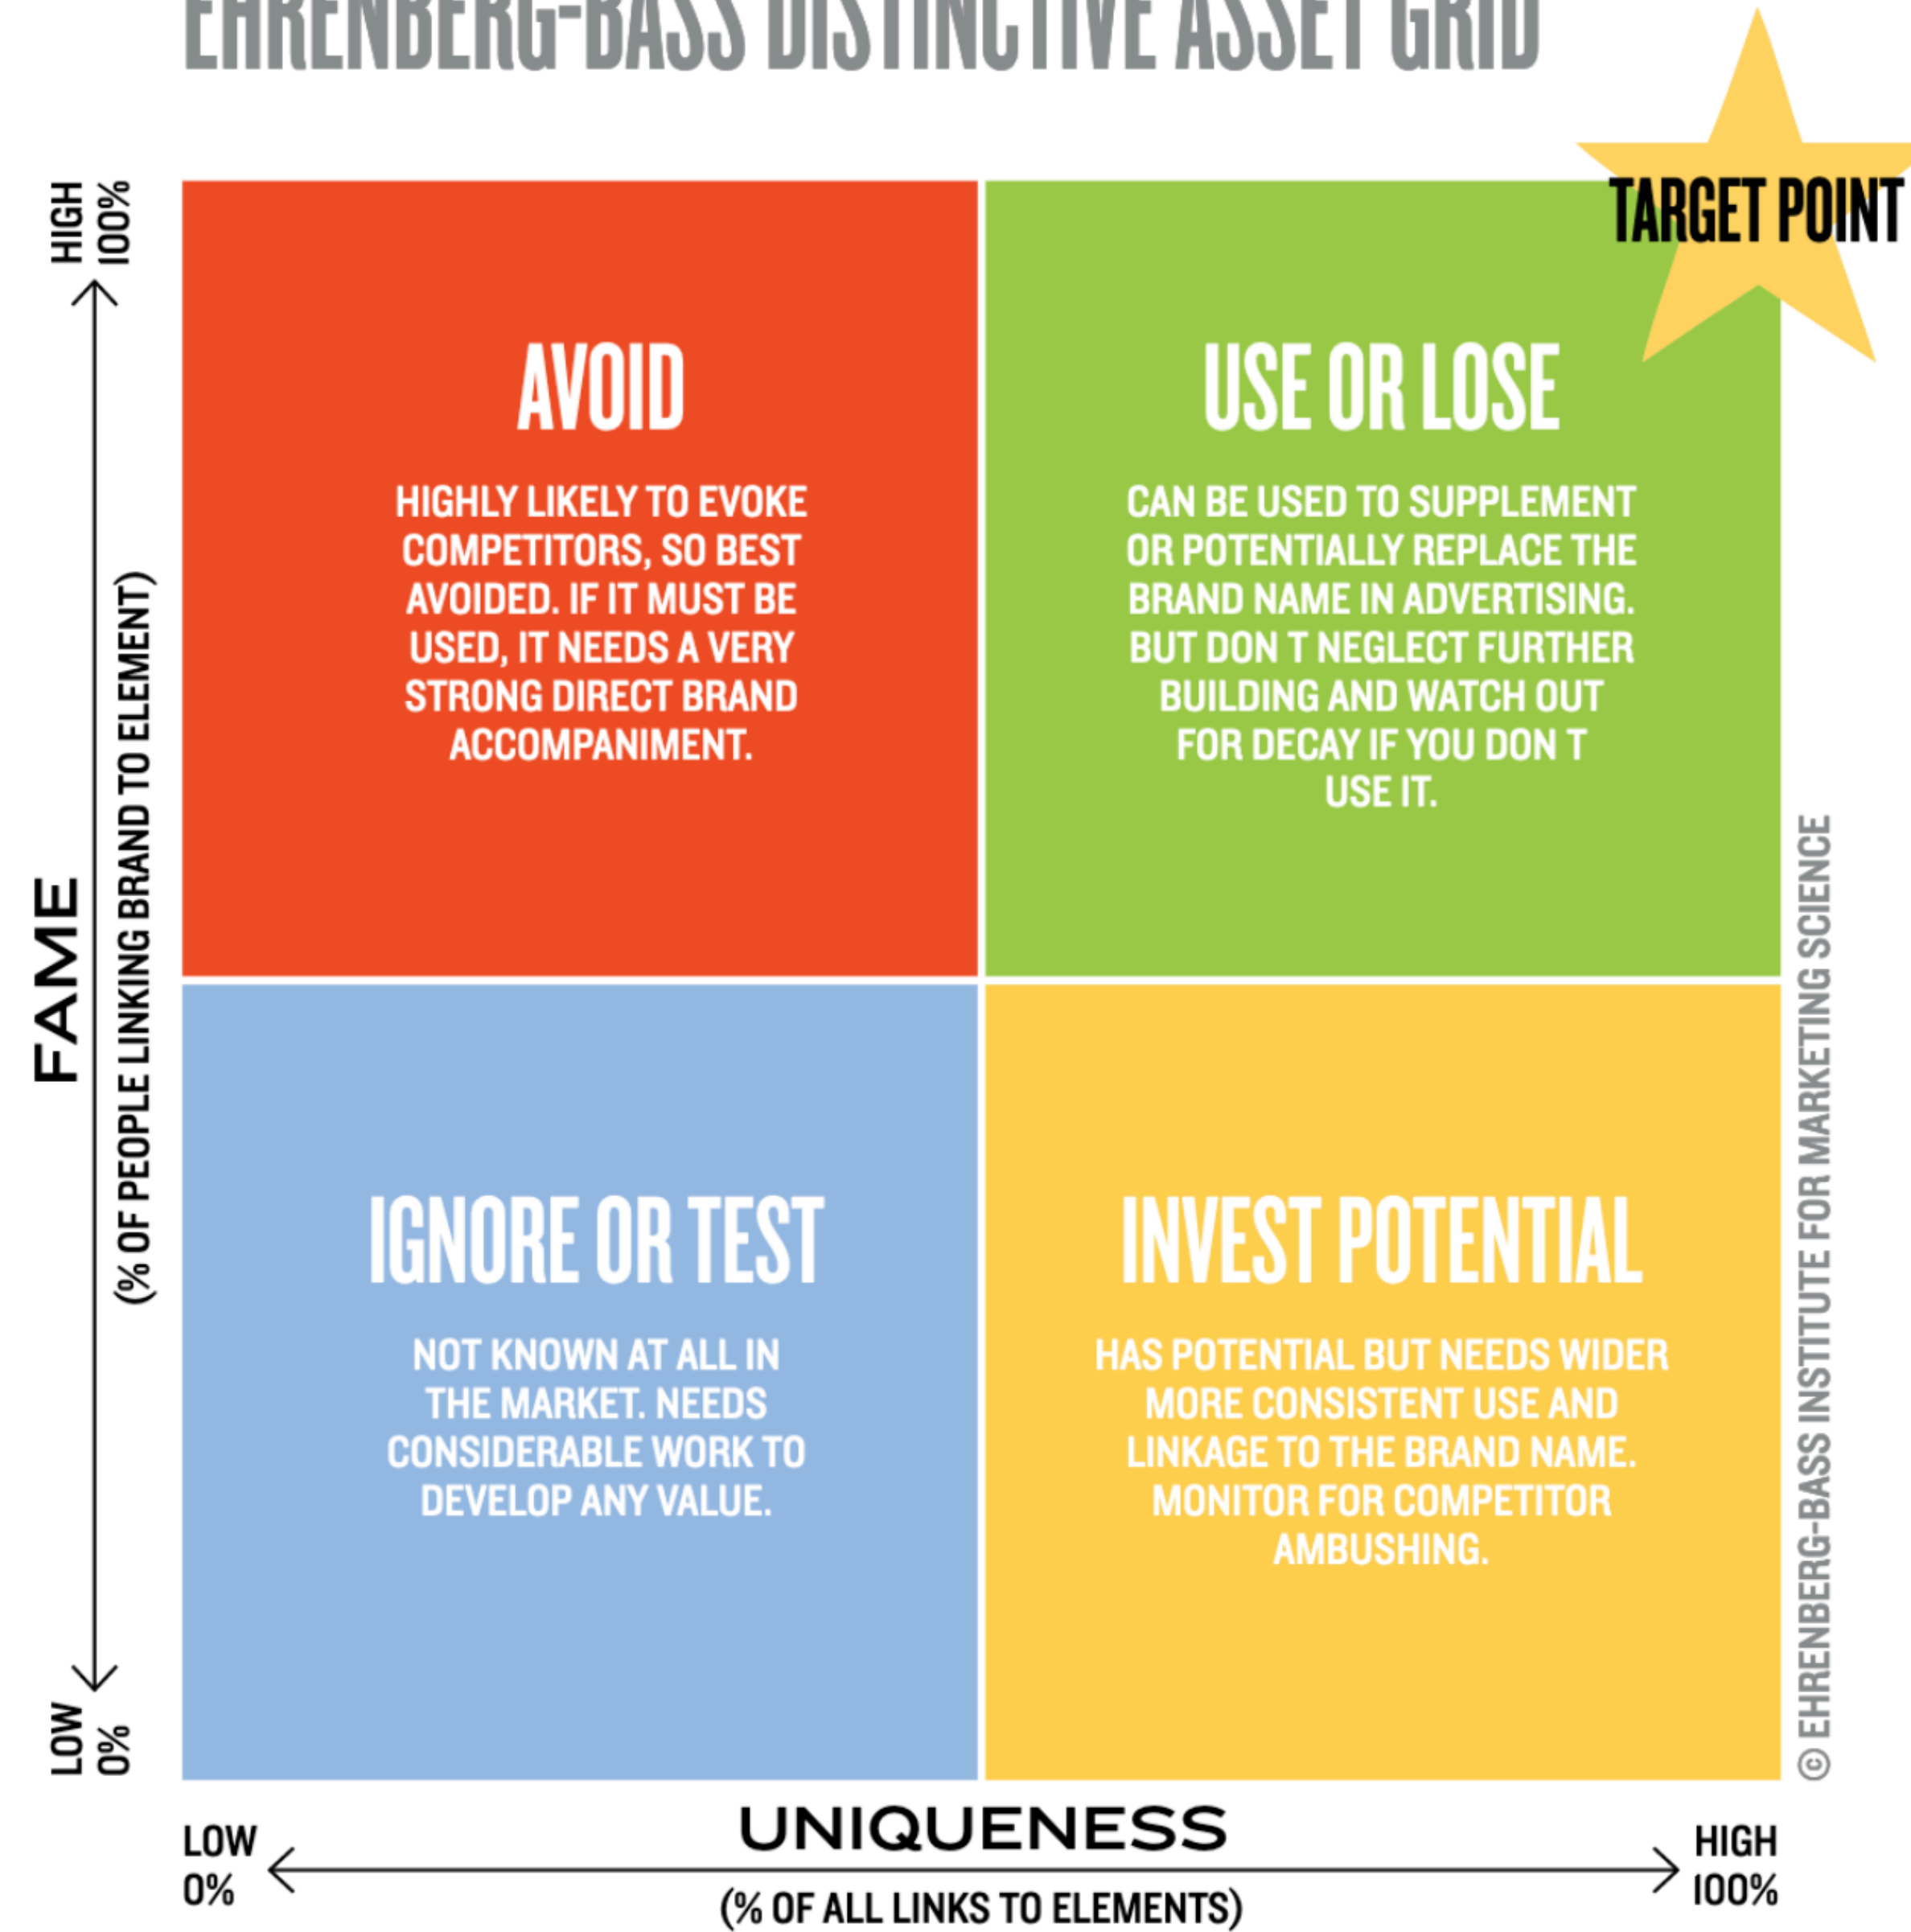 EHRENBERG-BASS DISTINCTIVE ASSET GRID
TARGET POINT
HIGH
100%
AVOID
HIGHLY LIKELY TO EVOKE
COMPETITORS, SO BEST
AVOIDED. IF IT MUST BE
USED, IT NEEDS A VERY
STRONG DIRECT BRAND
ACCOMPANIMENT.
USE OR LOSE
CAN BE USED TO SUPPLEMENT
OR POTENTIALLY REPLACE THE
BRAND NAME IN ADVERTISING.
BUT DON T NEGLECT FURTHER
BUILDING AND WATCH OUT
FOR DECAY IF YOU DON T
USE IT.
FAME
(% OF PEOPLE LINKING BRAND TO ELEMENT)
IGNORE OR TEST
NOT KNOWN AT ALL IN
THE MARKET. NEEDS
CONSIDERABLE WORK TO
DEVELOP ANY VALUE.
INVEST POTENTIAL
HAS POTENTIAL BUT NEEDS WIDER
MORE CONSISTENT USE AND
LINKAGE TO THE BRAND NAME.
MONITOR FOR COMPETITOR
AMBUSHING.
© EHRENBERG-BASS INSTITUTE FOR MARKETING SCIENCE
LOW
0%
LOW
0%
UNIQUENESS
(% OF ALL LINKS TO ELEMENTS)
HIGH
100%